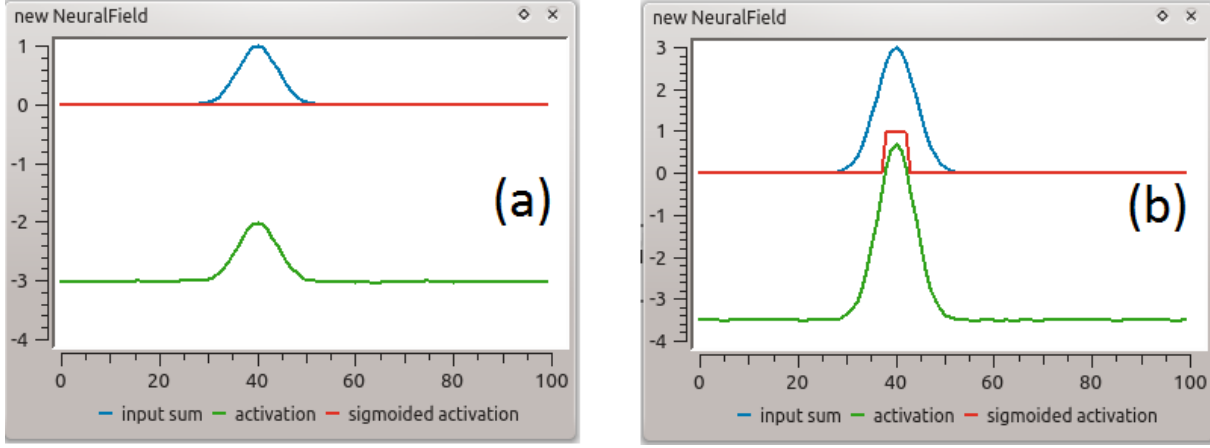 new NeuralField
1
0
-1
-2
-3
-4
(a)
0 20 40 60 80 100
input sum activation sigmoided activation
new NeuralField
3
2
1
0
-1
-2
-3
-4
(b)
0 20 40 60 80 100
input sum activation sigmoided activation